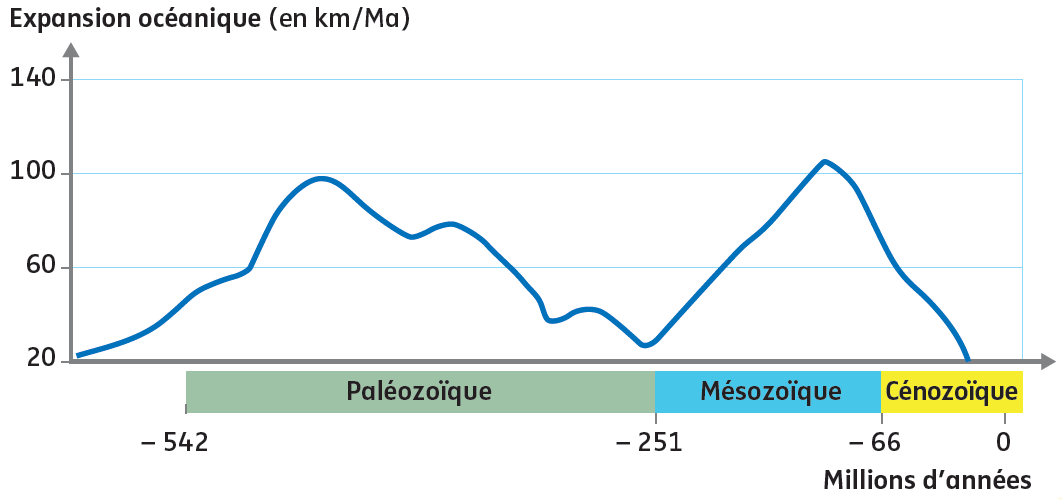 Expansion océanique (en km/Ma)
140
100
60
20
Paléozoïque Mésozoïque Cénozoïque
– 542 – 251 – 66 0
Millions d’années